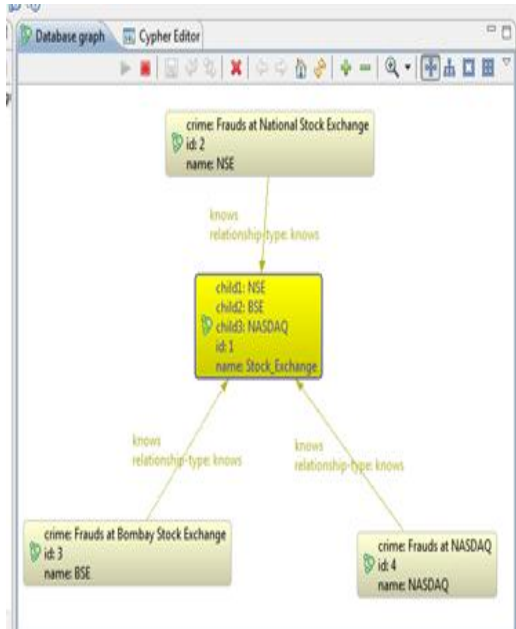 Database graph
Cypher Editor
crime: Frauds at National Stock Exchange
id: 2
name: NSE
knows
relationship-type: knows
child1: NSE
child2: BSE
child3: NASDAQ
id: 1
name: Stock_Exchange
knows
relationship-type: knows
knows
relationship-type: knows
crime: Frauds at Bombay Stock Exchange
id: 3
name: BSE
crime: Frauds at NASDAQ
id: 4
name: NASDAQ